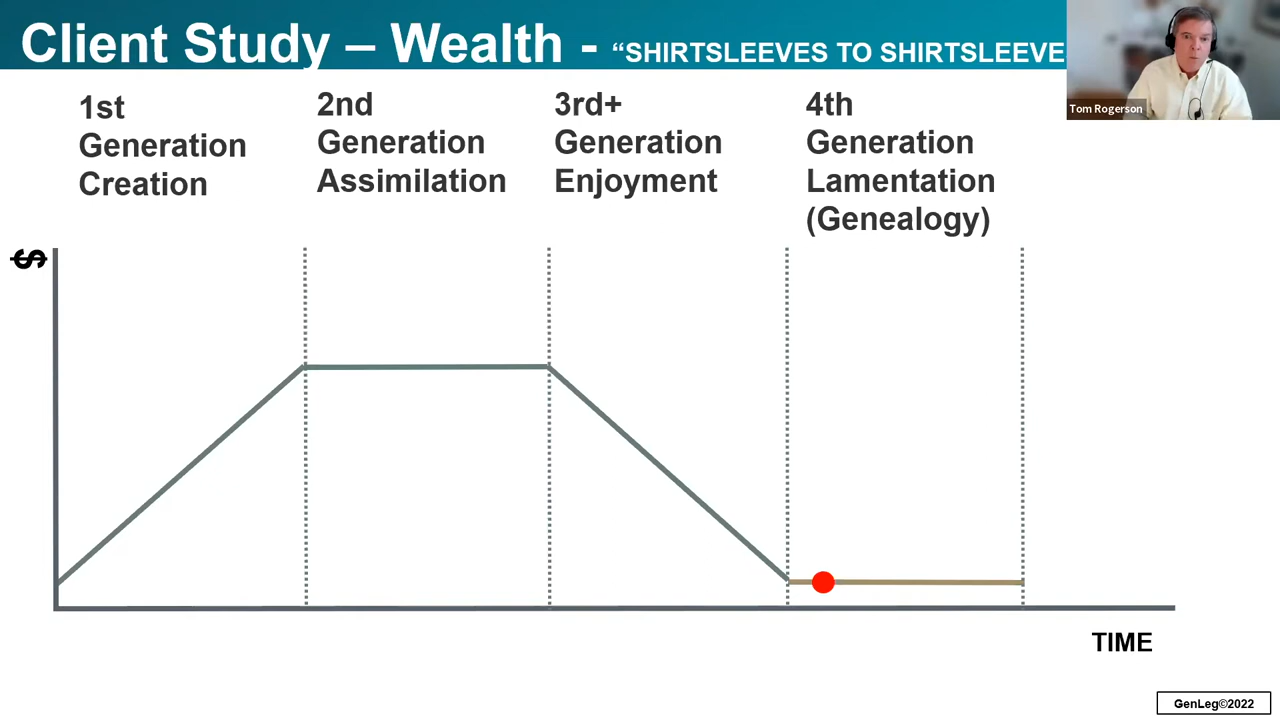 Client Study – Wealth - “SHIRTSLEEVES TO SHIRTSLEEVE
Tom Rogerson
1st
Generation
Creation
2nd
Generation
Assimilation
3rd+
Generation
Enjoyment
4th
Generation
Lamentation
(Genealogy)
$
TIME
GenLeg©2022